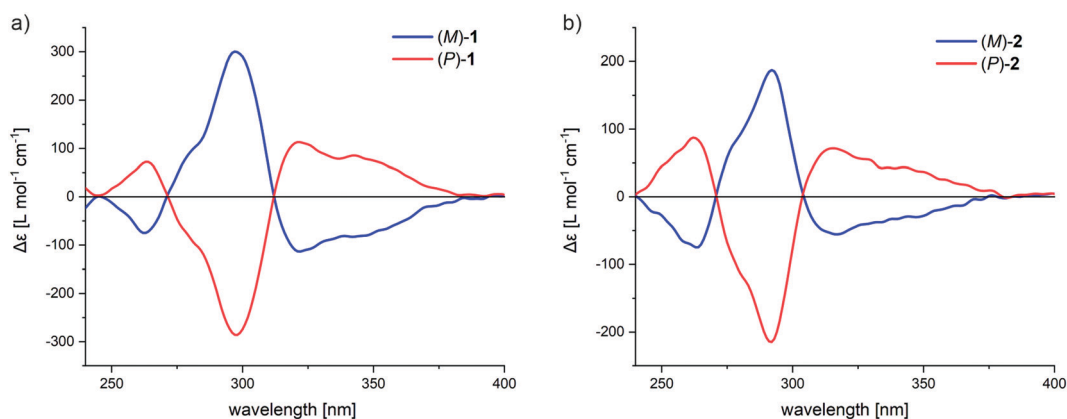 a)
(M)-1
(P)-1
300
200
100
0
-100
-200
-300
Δε [L mol⁻¹ cm⁻¹]
250
300
350
400
wavelength [nm]
b)
(M)-2
(P)-2
200
100
0
-100
-200
Δε [L mol⁻¹ cm⁻¹]
250
300
350
400
wavelength [nm]